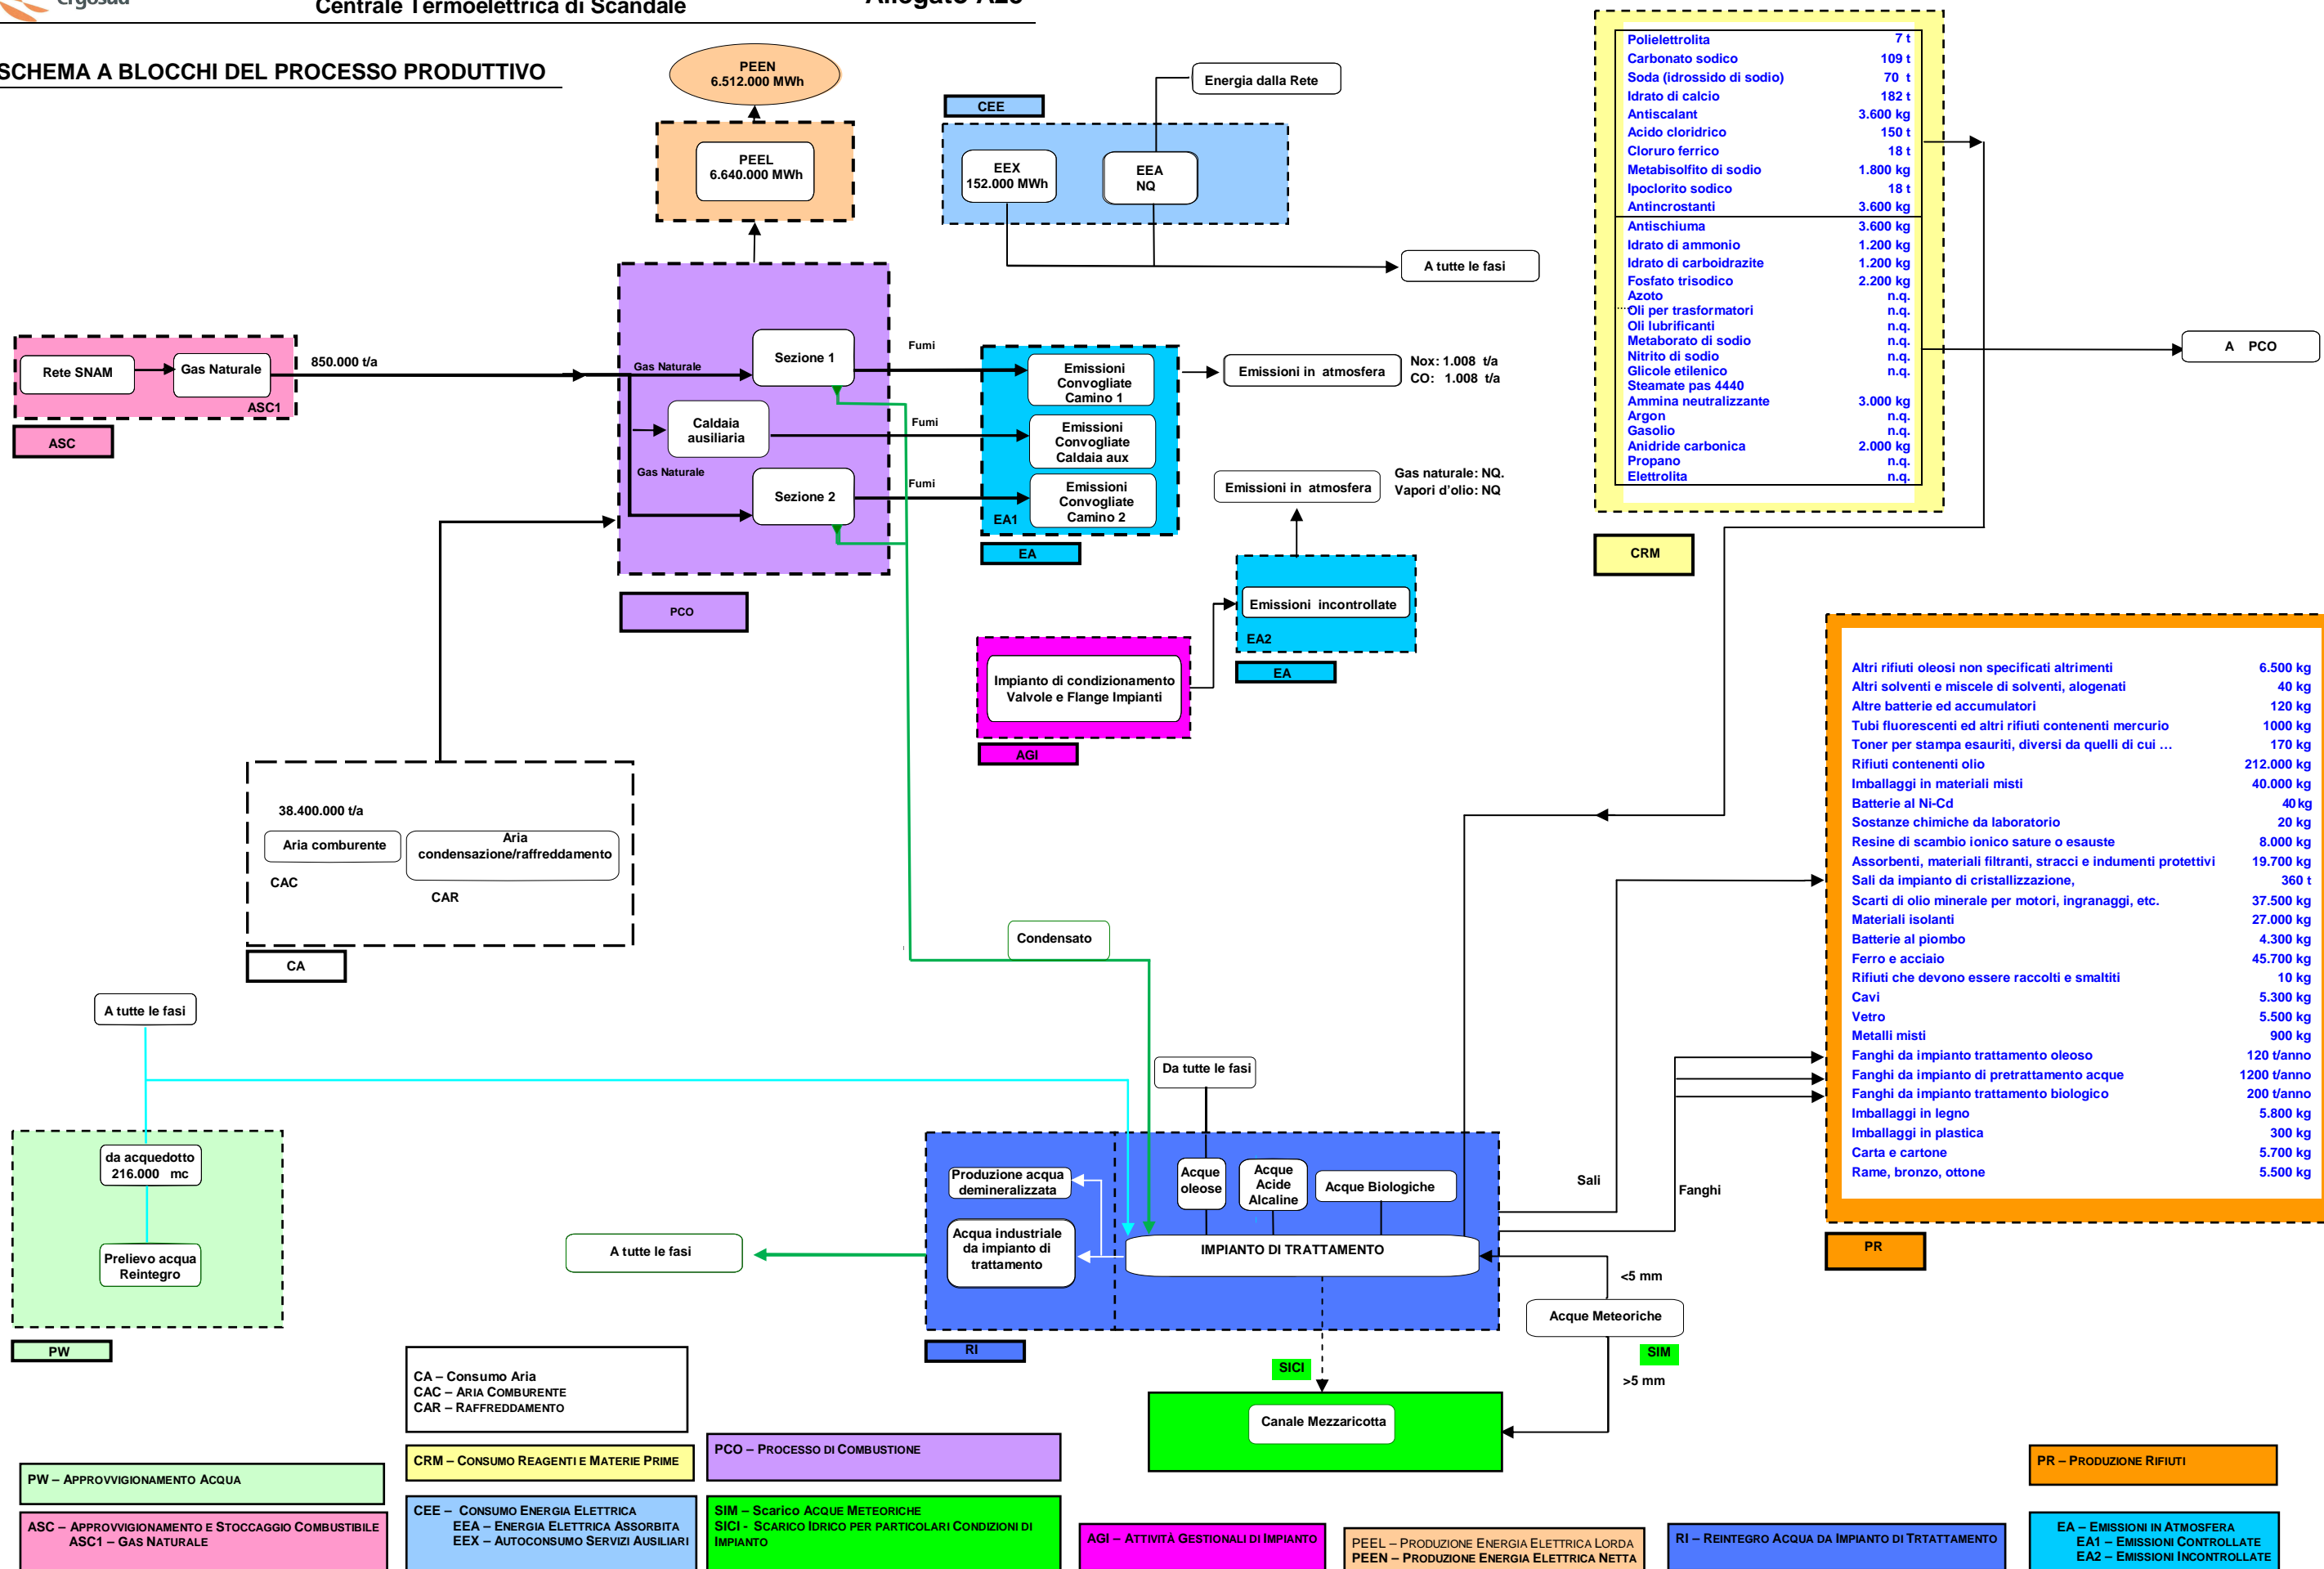 Ergosud
Centrale Termoelettrica di Scandale
Allegato A25
SCHEMA A BLOCCHI DEL PROCESSO PRODUTTIVO
PEEN
6.512.000 MWh
PEEL
6.640.000 MWh
CEE
Energia dalla Rete
EEX
152.000 MWh
EEA
NQ
A tutte le fasi
Polielettrolita 7 t
Carbonato sodico 109 t
Soda (idrossido di sodio) 70 t
Idrato di calcio 182 t
Antiscalant 3.600 kg
Acido cloridrico 150 t
Cloruro ferrico 18 t
Metabisolfito di sodio 1.800 kg
Ipoclorito sodico 18 t
Antincrostanti 3.600 kg
Antischiuma 3.600 kg
Idrato di ammonio 1.200 kg
Idrato di carboidrazite 1.200 kg
Fosfato trisodico 2.200 kg
Azoto n.q.
Oli per trasformatori n.q.
Oli lubrificanti n.q.
Metaborato di sodio n.q.
Nitrito di sodio n.q.
Glicole etilenico n.q.
Steamate pas 4440
Ammina neutralizzante 3.000 kg
Argon n.q.
Gasolio n.q.
Anidride carbonica 2.000 kg
Propano n.q.
Elettrolita n.q.
CRM
A PCO
Rete SNAM
Gas Naturale
ASC1
ASC
850.000 t/a
Gas Naturale
Sezione 1
Caldaia
ausiliaria
Gas Naturale
Sezione 2
PCO
Fumi
Fumi
Fumi
Emissioni
Convogliate
Camino 1
Emissioni
Convogliate
Caldaia aux
Emissioni
Convogliate
Camino 2
EA1
EA
Emissioni in atmosfera
Nox: 1.008 t/a
CO: 1.008 t/a
Emissioni in atmosfera
Gas naturale: NQ.
Vapori d'olio: NQ
Emissioni incontrollate
EA2
EA
Impianto di condizionamento
Valvole e Flange Impianti
AGI
38.400.000 t/a
Aria comburente
Aria
condensazione/raffreddamento
CAC
CAR
CA
Altri rifiuti oleosi non specificati altrimenti 6.500 kg
Altri solventi e miscele di solventi, alogenati 40 kg
Altre batterie ed accumulatori 120 kg
Tubi fluorescenti ed altri rifiuti contenenti mercurio 1000 kg
Toner per stampa esauriti, diversi da quelli di cui ... 170 kg
Rifiuti contenenti olio 212.000 kg
Imballaggi in materiali misti 40.000 kg
Batterie al Ni-Cd 40 kg
Sostanze chimiche da laboratorio 20 kg
Resine di scambio ionico sature o esauste 8.000 kg
Assorbenti, materiali filtranti, stracci e indumenti protettivi 19.700 kg
Sali da impianto di cristallizzazione, 360 t
Scarti di olio minerale per motori, ingranaggi, etc. 37.500 kg
Materiali isolanti 27.000 kg
Batterie al piombo 4.300 kg
Ferro e acciaio 45.700 kg
Rifiuti che devono essere raccolti e smaltiti 10 kg
Cavi 5.300 kg
Vetro 5.500 kg
Metalli misti 900 kg
Fanghi da impianto trattamento oleoso 120 t/anno
Fanghi da impianto di pretrattamento acque 1200 t/anno
Fanghi da impianto trattamento biologico 200 t/anno
Imballaggi in legno 5.800 kg
Imballaggi in plastica 300 kg
Carta e cartone 5.700 kg
Rame, bronzo, ottone 5.500 kg
PR
Condensato
A tutte le fasi
Da tutte le fasi
da acquedotto
216.000 mc
Prelievo acqua
Reintegro
PW
A tutte le fasi
Produzione acqua
demineralizzata
Acqua industriale
da impianto di
trattamento
Acque
oleose
Acque
Acide
Alcaline
Acque Biologiche
IMPIANTO DI TRATTAMENTO
RI
Sali
Fanghi
<5 mm
Acque Meteoriche
SIM
>5 mm
SICI
Canale Mezzaricotta
CA – Consumo Aria
CAC – ARIA COMBURENTE
CAR – RAFFREDDAMENTO
PW – APPROVVIGIONAMENTO ACQUA
CRM – CONSUMO REAGENTI E MATERIE PRIME
PCO – PROCESSO DI COMBUSTIONE
PR – PRODUZIONE RIFIUTI
ASC – APPROVVIGIONAMENTO E STOCCAGGIO COMBUSTIBILE
ASC1 – GAS NATURALE
CEE – CONSUMO ENERGIA ELETTRICA
EEA – ENERGIA ELETTRICA ASSORBITA
EEX – AUTOCONSUMO SERVIZI AUSILIARI
SIM – Scarico ACQUE METEORICHE
SICI - SCARICO IDRICO PER PARTICOLARI CONDIZIONI DI
IMPIANTO
AGI – ATTIVITÀ GESTIONALI DI IMPIANTO
PEEL – PRODUZIONE ENERGIA ELETTRICA LORDA
PEEN – PRODUZIONE ENERGIA ELETTRICA NETTA
RI – REINTEGRO ACQUA DA IMPIANTO DI TRTATTAMENTO
EA – EMISSIONI IN ATMOSFERA
EA1 – EMISSIONI CONTROLLATE
EA2 – EMISSIONI INCONTROLLATE